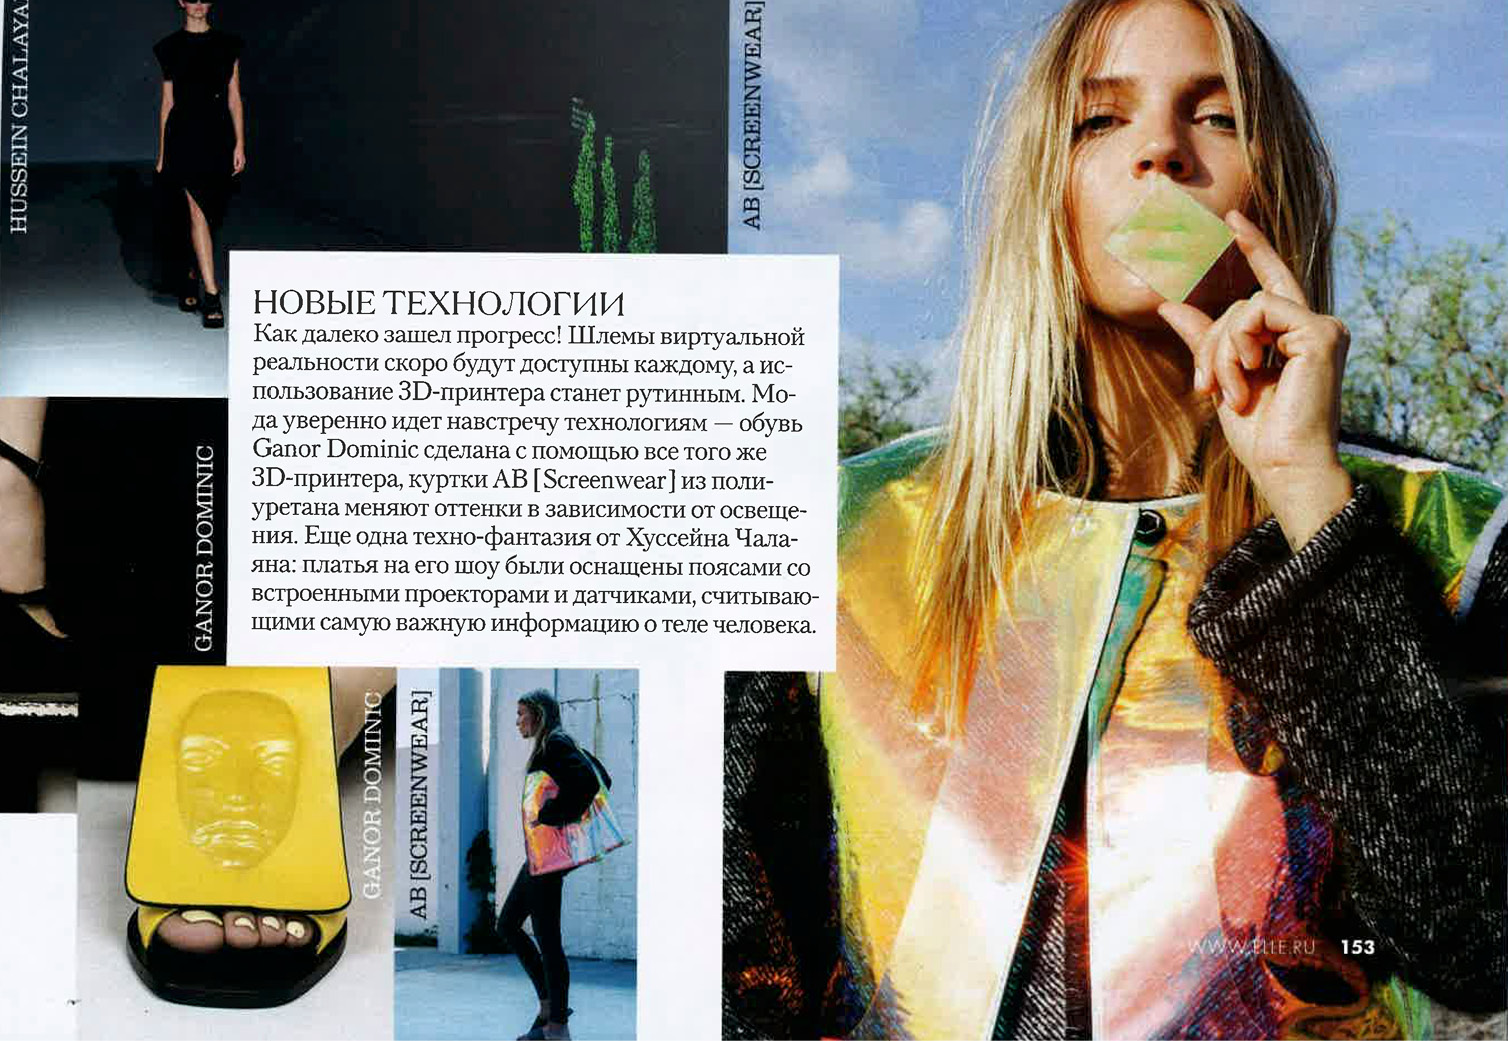 HUSSEIN CHALAYA
AB [SCREENWEAR]
НОВЫЕ ТЕХНОЛОГИИ
Как далеко зашел прогресс! Шлемы виртуальной
реальности скоро будут доступны каждому, а ис-
пользование 3D-принтера станет рутинным. Мо-
да уверенно идет навстречу технологиям — обувь
Ganor Dominic сделана с помощью все того же
3D-принтера, куртки AB [Screenwear] из поли-
уретана меняют оттенки в зависимости от освеще-
ния. Еще одна техно-фантазия от Хуссейна Чала-
яна: платья на его шоу были оснащены поясами со
встроенными проекторами и датчиками, считываю-
щими самую важную информацию о теле человека.
GANOR DOMINIC
GANOR DOMINIC
AB [SCREENWEAR]
WWW.ELLE.RU 153